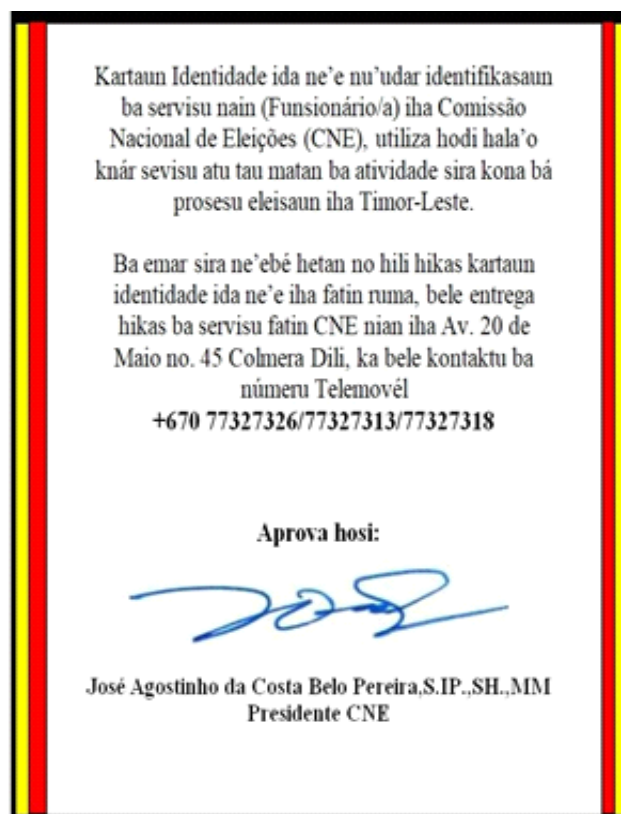 Kartaun Identidade ida ne’e nu’udar identifikasaun
ba servisu nain (Funsionário/a) iha Comissão
Nacional de Eleições (CNE), utiliza hodi hala’o
knár sevisu atu tau matan ba atividade sira kona bá
prosesu eleisaun iha Timor-Leste.
Ba emar sira ne’ebé hetan no hili hikas kartaun
identidade ida ne’e iha fatin ruma, bele entrega
hikas ba servisu fatin CNE nian iha Av. 20 de
Maio no. 45 Colmera Dili, ka bele kontaktu ba
númeru Telemovél
+670 77327326/77327313/77327318
Aprova hosi:
José Agostinho da Costa Belo Pereira,S.IP.,SH.,MM
Presidente CNE